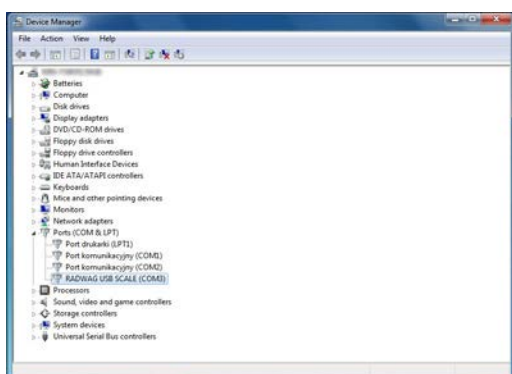 Device Manager
File Action View Help
Batteries
Computer
Disk drives
Display adapters
DVD/CD-ROM drives
Floppy disk drives
Floppy drive controllers
Human Interface Devices
IDE ATA/ATAPI controllers
Keyboards
Mice and other pointing devices
Monitors
Network adapters
Ports (COM & LPT)
Port drukarki (LPT1)
Port komunikacyjny (COM1)
Port komunikacyjny (COM2)
RADWAG USB SCALE (COM3)
Processors
Sound, video and game controllers
Storage controllers
System devices
Universal Serial Bus controllers